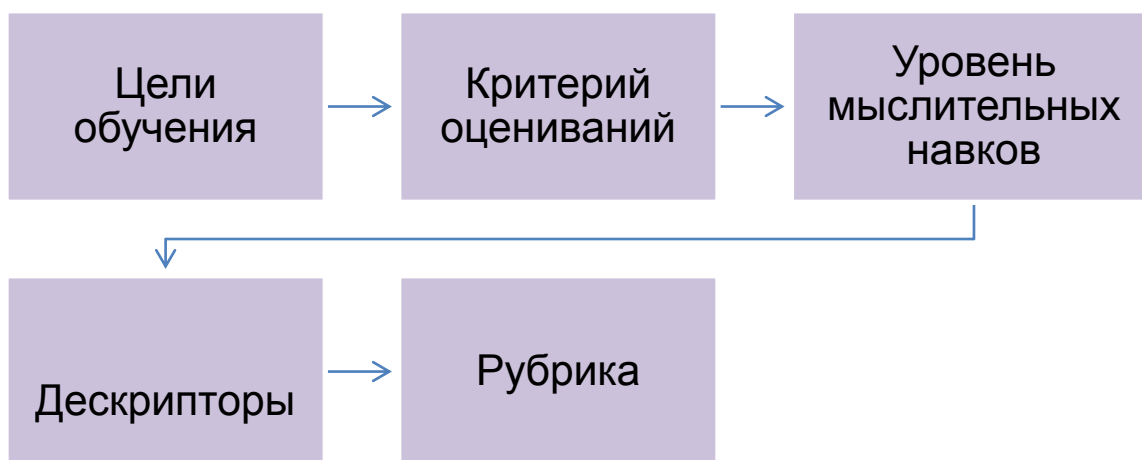 Цели
обучения
Критерий
оцениваний
Уровень
мыслительных
навков
Дескрипторы
Рубрика